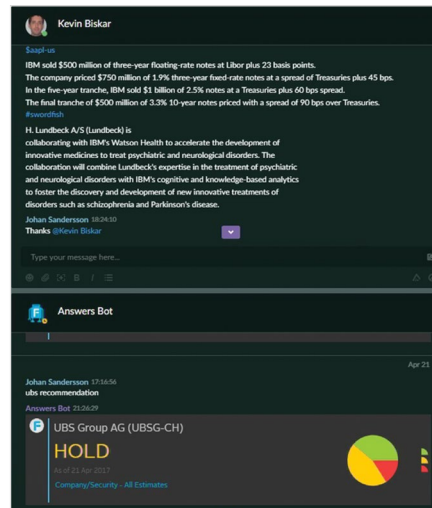 Kevin Biskar
$aapl-us
IBM sold $500 million of three-year floating-rate notes at Libor plus 23 basis points.
The company priced $750 million of 1.9% three-year fixed-rate notes at a spread of Treasuries plus 45 bps.
In the five-year tranche, IBM sold $1 billion of 2.5% notes at a Treasuries plus 60 bps spread.
The final tranche of $500 million of 3.3% 10-year notes priced with a spread of 90 bps over Treasuries.
#swordfish
H. Lundbeck A/S (Lundbeck) is
collaborating with IBM's Watson Health to accelerate the development of
innovative medicines to treat psychiatric and neurological disorders. The
collaboration will combine Lundbeck's expertise in the treatment of psychiatric
and neurological disorders with IBM's cognitive and knowledge-based analytics
to foster the discovery and development of new innovative treatments of
disorders such as schizophrenia and Parkinson's disease.
Johan Sandersson 18:24:10
Thanks @Kevin Biskar
Type your message here...
B I
F
Answers Bot
Apr 21
Johan Sandersson 17:16:56
ubs recommendation
Answers Bot 21:26:29
F UBS Group AG (UBSG-CH)
HOLD
As of 21 Apr 2017
Company/Security - All Estimates